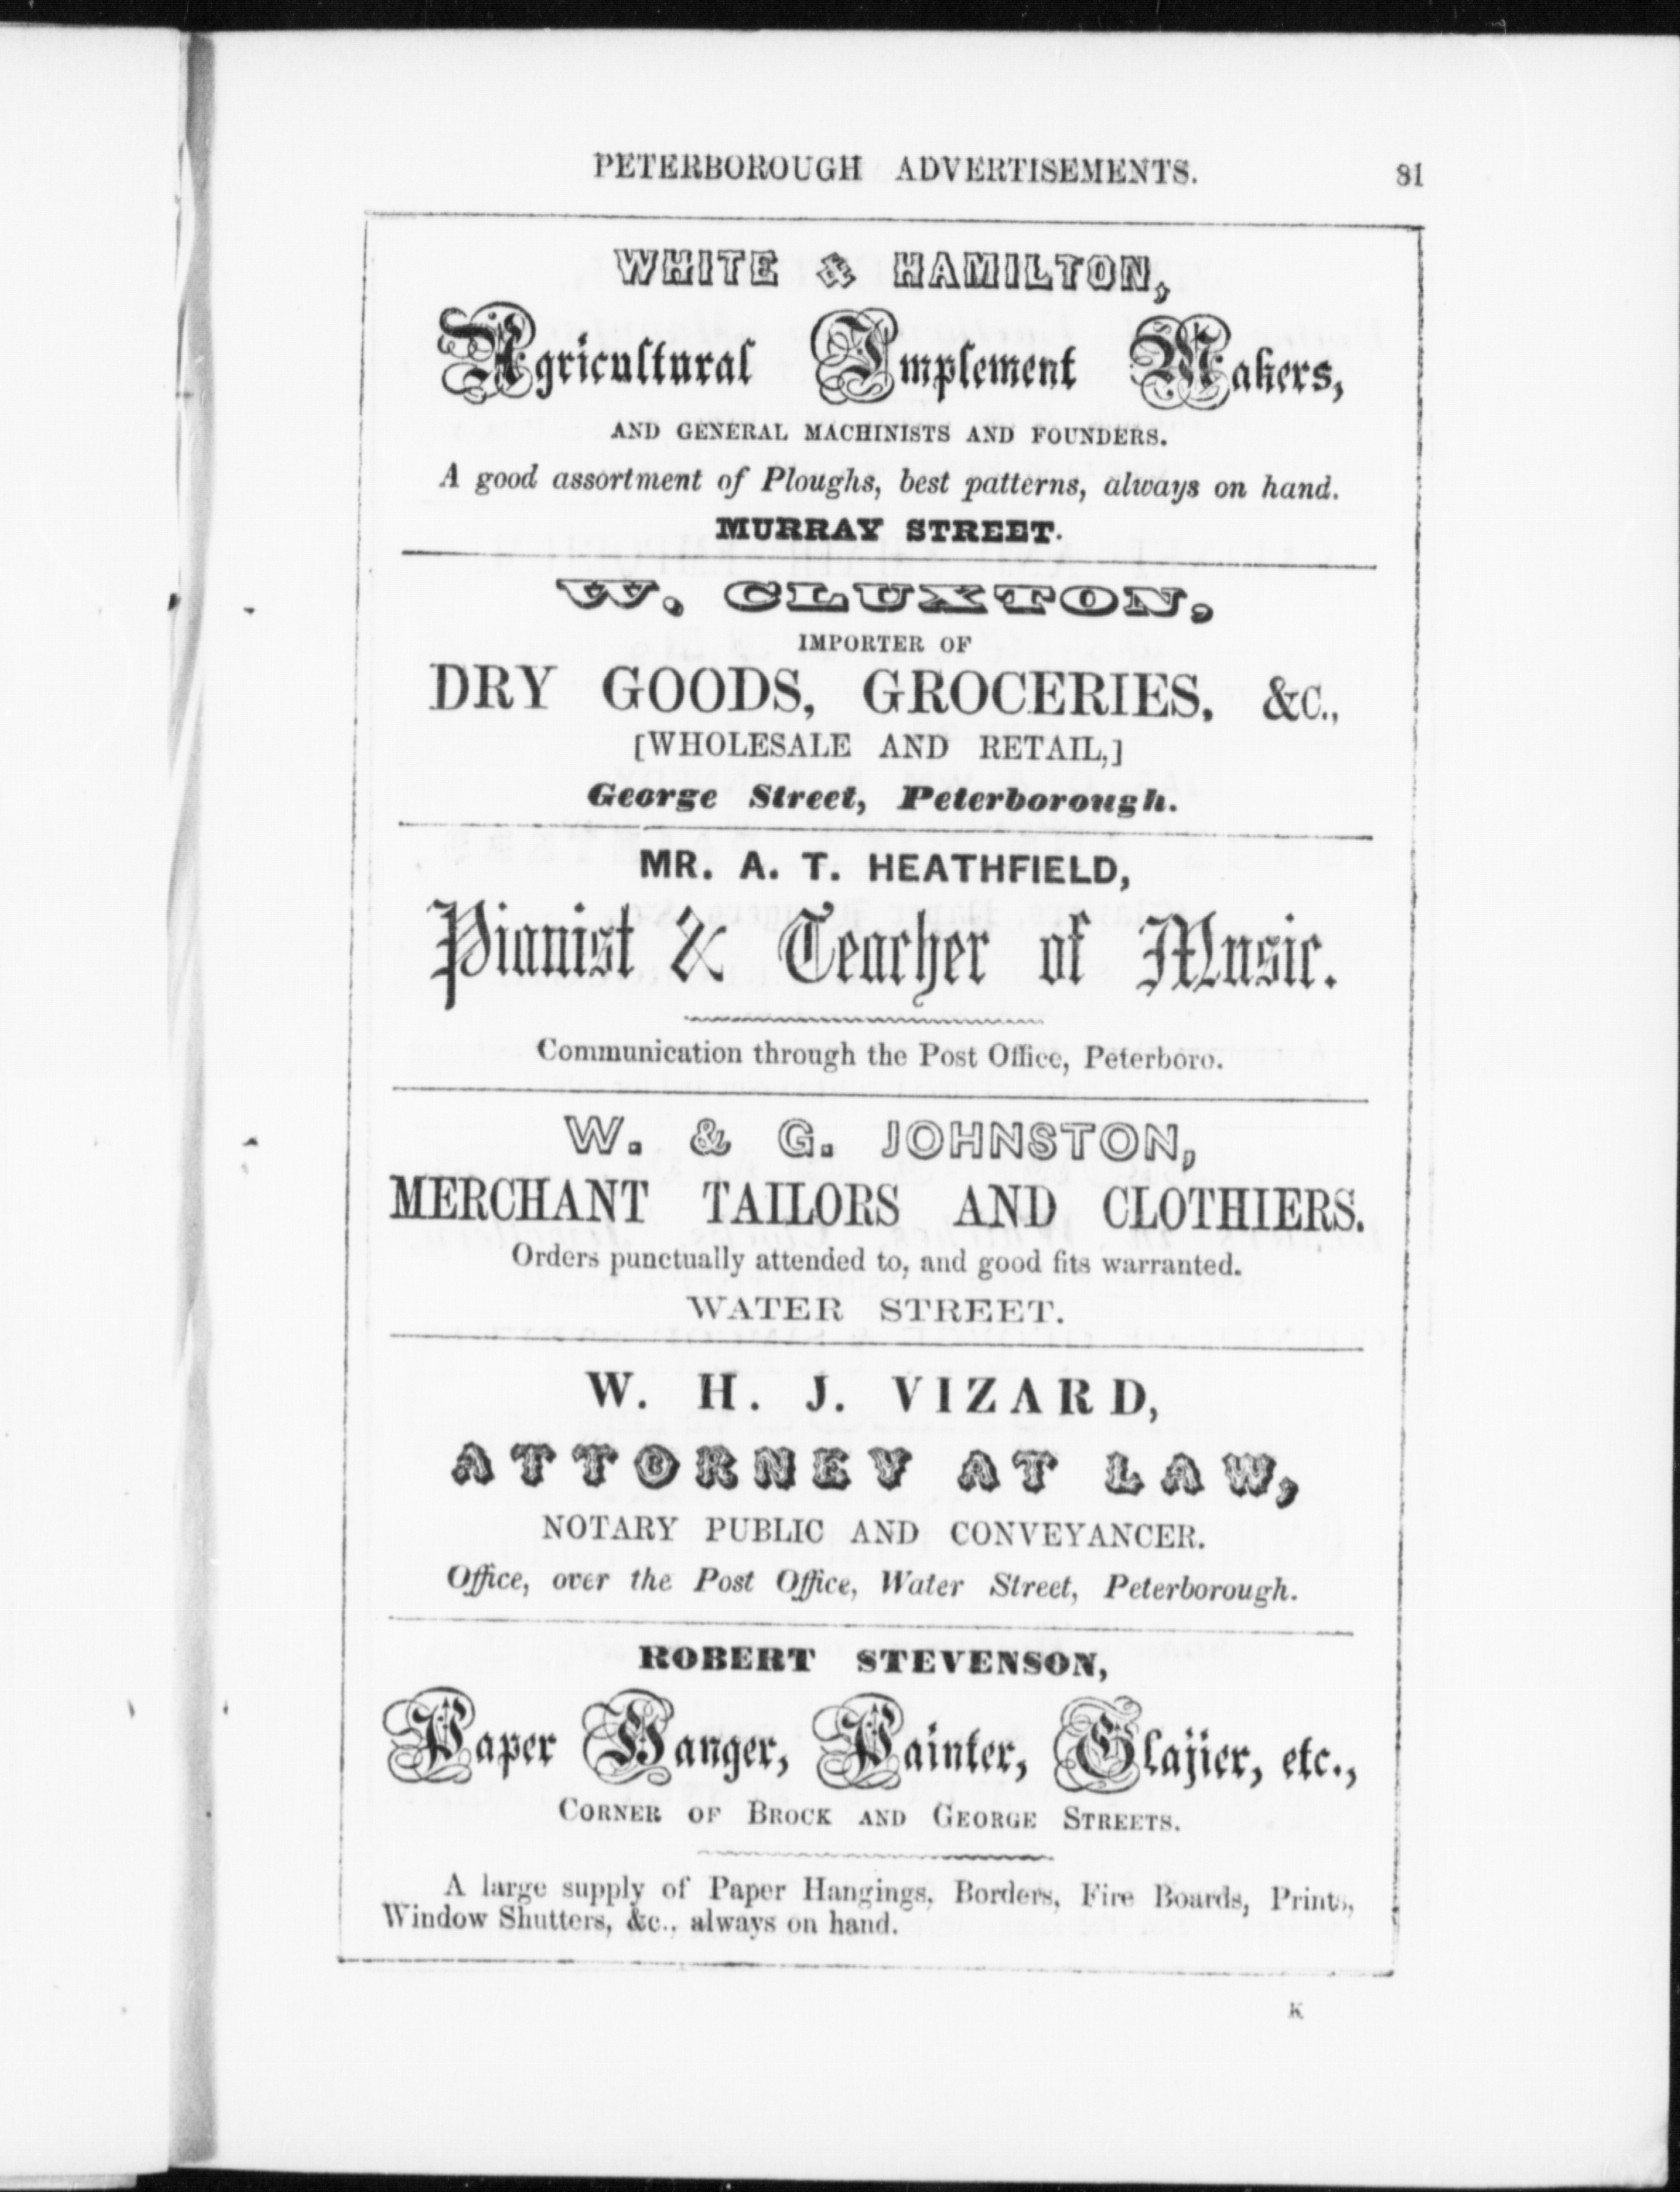 PETERBOROUGH ADVERTISEMENTS. 81
WHITE & HAMILTON,
Agricultural Implement Makers,
AND GENERAL MACHINISTS AND FOUNDERS.
A good assortment of Ploughs, best patterns, always on hand.
MURRAY STREET.
W. CLUXTON,
IMPORTER OF
DRY GOODS, GROCERIES, &C.,
[WHOLESALE AND RETAIL,]
George Street, Peterborough.
MR. A. T. HEATHFIELD,
Pianist & Teacher of Music.
Communication through the Post Office, Peterboro.
W. & G. JOHNSTON,
MERCHANT TAILORS AND CLOTHIERS.
Orders punctually attended to, and good fits warranted.
WATER STREET.
W. H. J. VIZARD,
ATTORNEY AT LAW,
NOTARY PUBLIC AND CONVEYANCER.
Office, over the Post Office, Water Street, Peterborough.
ROBERT STEVENSON,
Paper Hanger, Painter, Glazier, etc.,
CORNER OF BROCK AND GEORGE STREETS.
A large supply of Paper Hangings, Borders, Fire Boards, Prints,
Window Shutters, &c., always on hand.
K